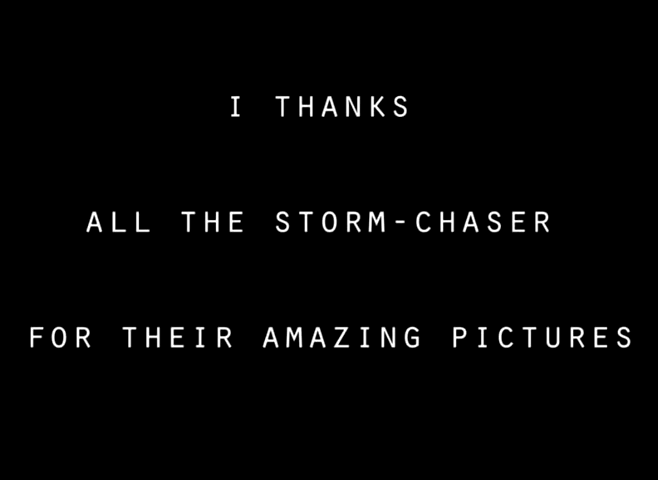 I THANKS
ALL THE STORM-CHASER
FOR THEIR AMAZING PICTURES